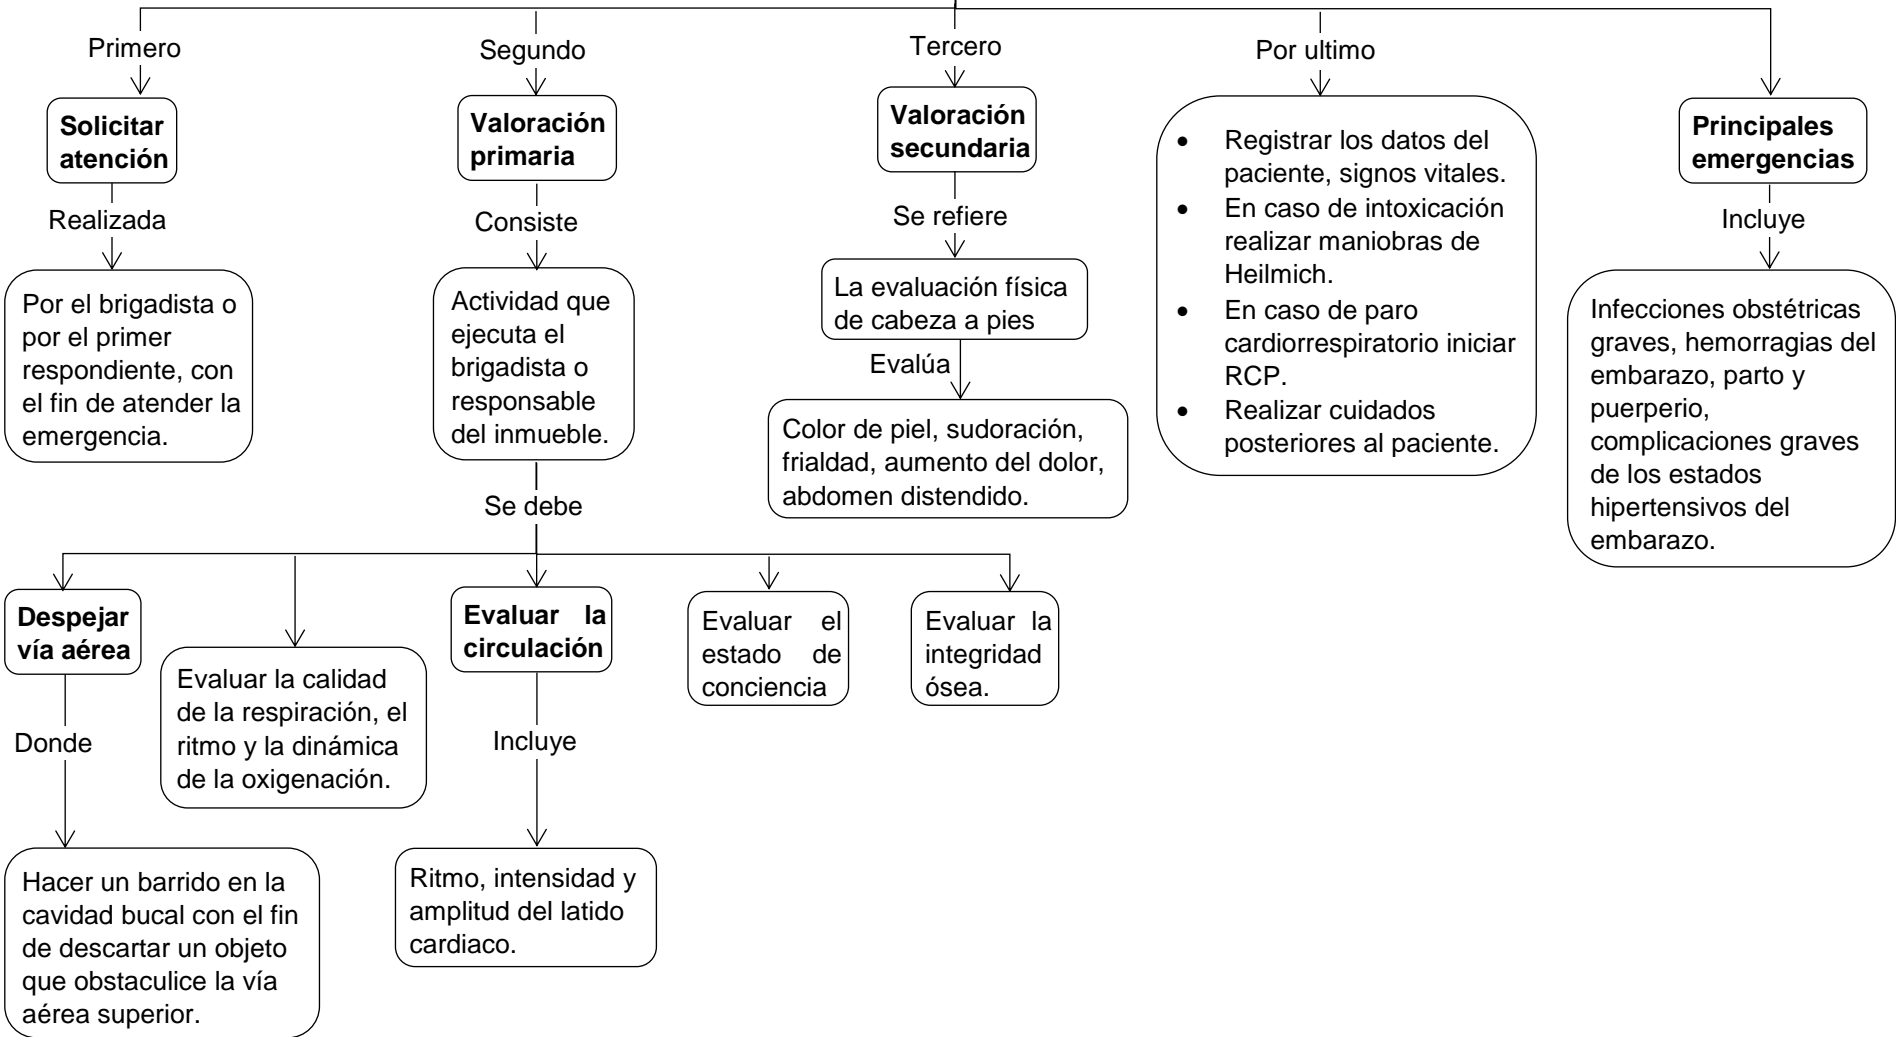 Primero
Solicitar
atención
Realizada
Por el brigadista o
por el primer
respondiente, con
el fin de atender la
emergencia.
Segundo
Valoración
primaria
Consiste
Actividad que
ejecuta el
brigadista o
responsable
del inmueble.
Se debe
Despejar
vía aérea
Donde
Hacer un barrido en la
cavidad bucal con el fin
de descartar un objeto
que obstaculice la vía
aérea superior.
Evaluar la calidad
de la respiración, el
ritmo y la dinámica
de la oxigenación.
Evaluar la
circulación
Incluye
Ritmo, intensidad y
amplitud del latido
cardiaco.
Evaluar el
estado de
conciencia
Evaluar la
integridad
ósea.
Tercero
Valoración
secundaria
Se refiere
La evaluación física
de cabeza a pies
Evalúa
Color de piel, sudoración,
frialdad, aumento del dolor,
abdomen distendido.
Por ultimo
• Registrar los datos del
paciente, signos vitales.
• En caso de intoxicación
realizar maniobras de
Heilmich.
• En caso de paro
cardiorrespiratorio iniciar
RCP.
• Realizar cuidados
posteriores al paciente.
Principales
emergencias
Incluye
Infecciones obstétricas
graves, hemorragias del
embarazo, parto y
puerperio,
complicaciones graves
de los estados
hipertensivos del
embarazo.